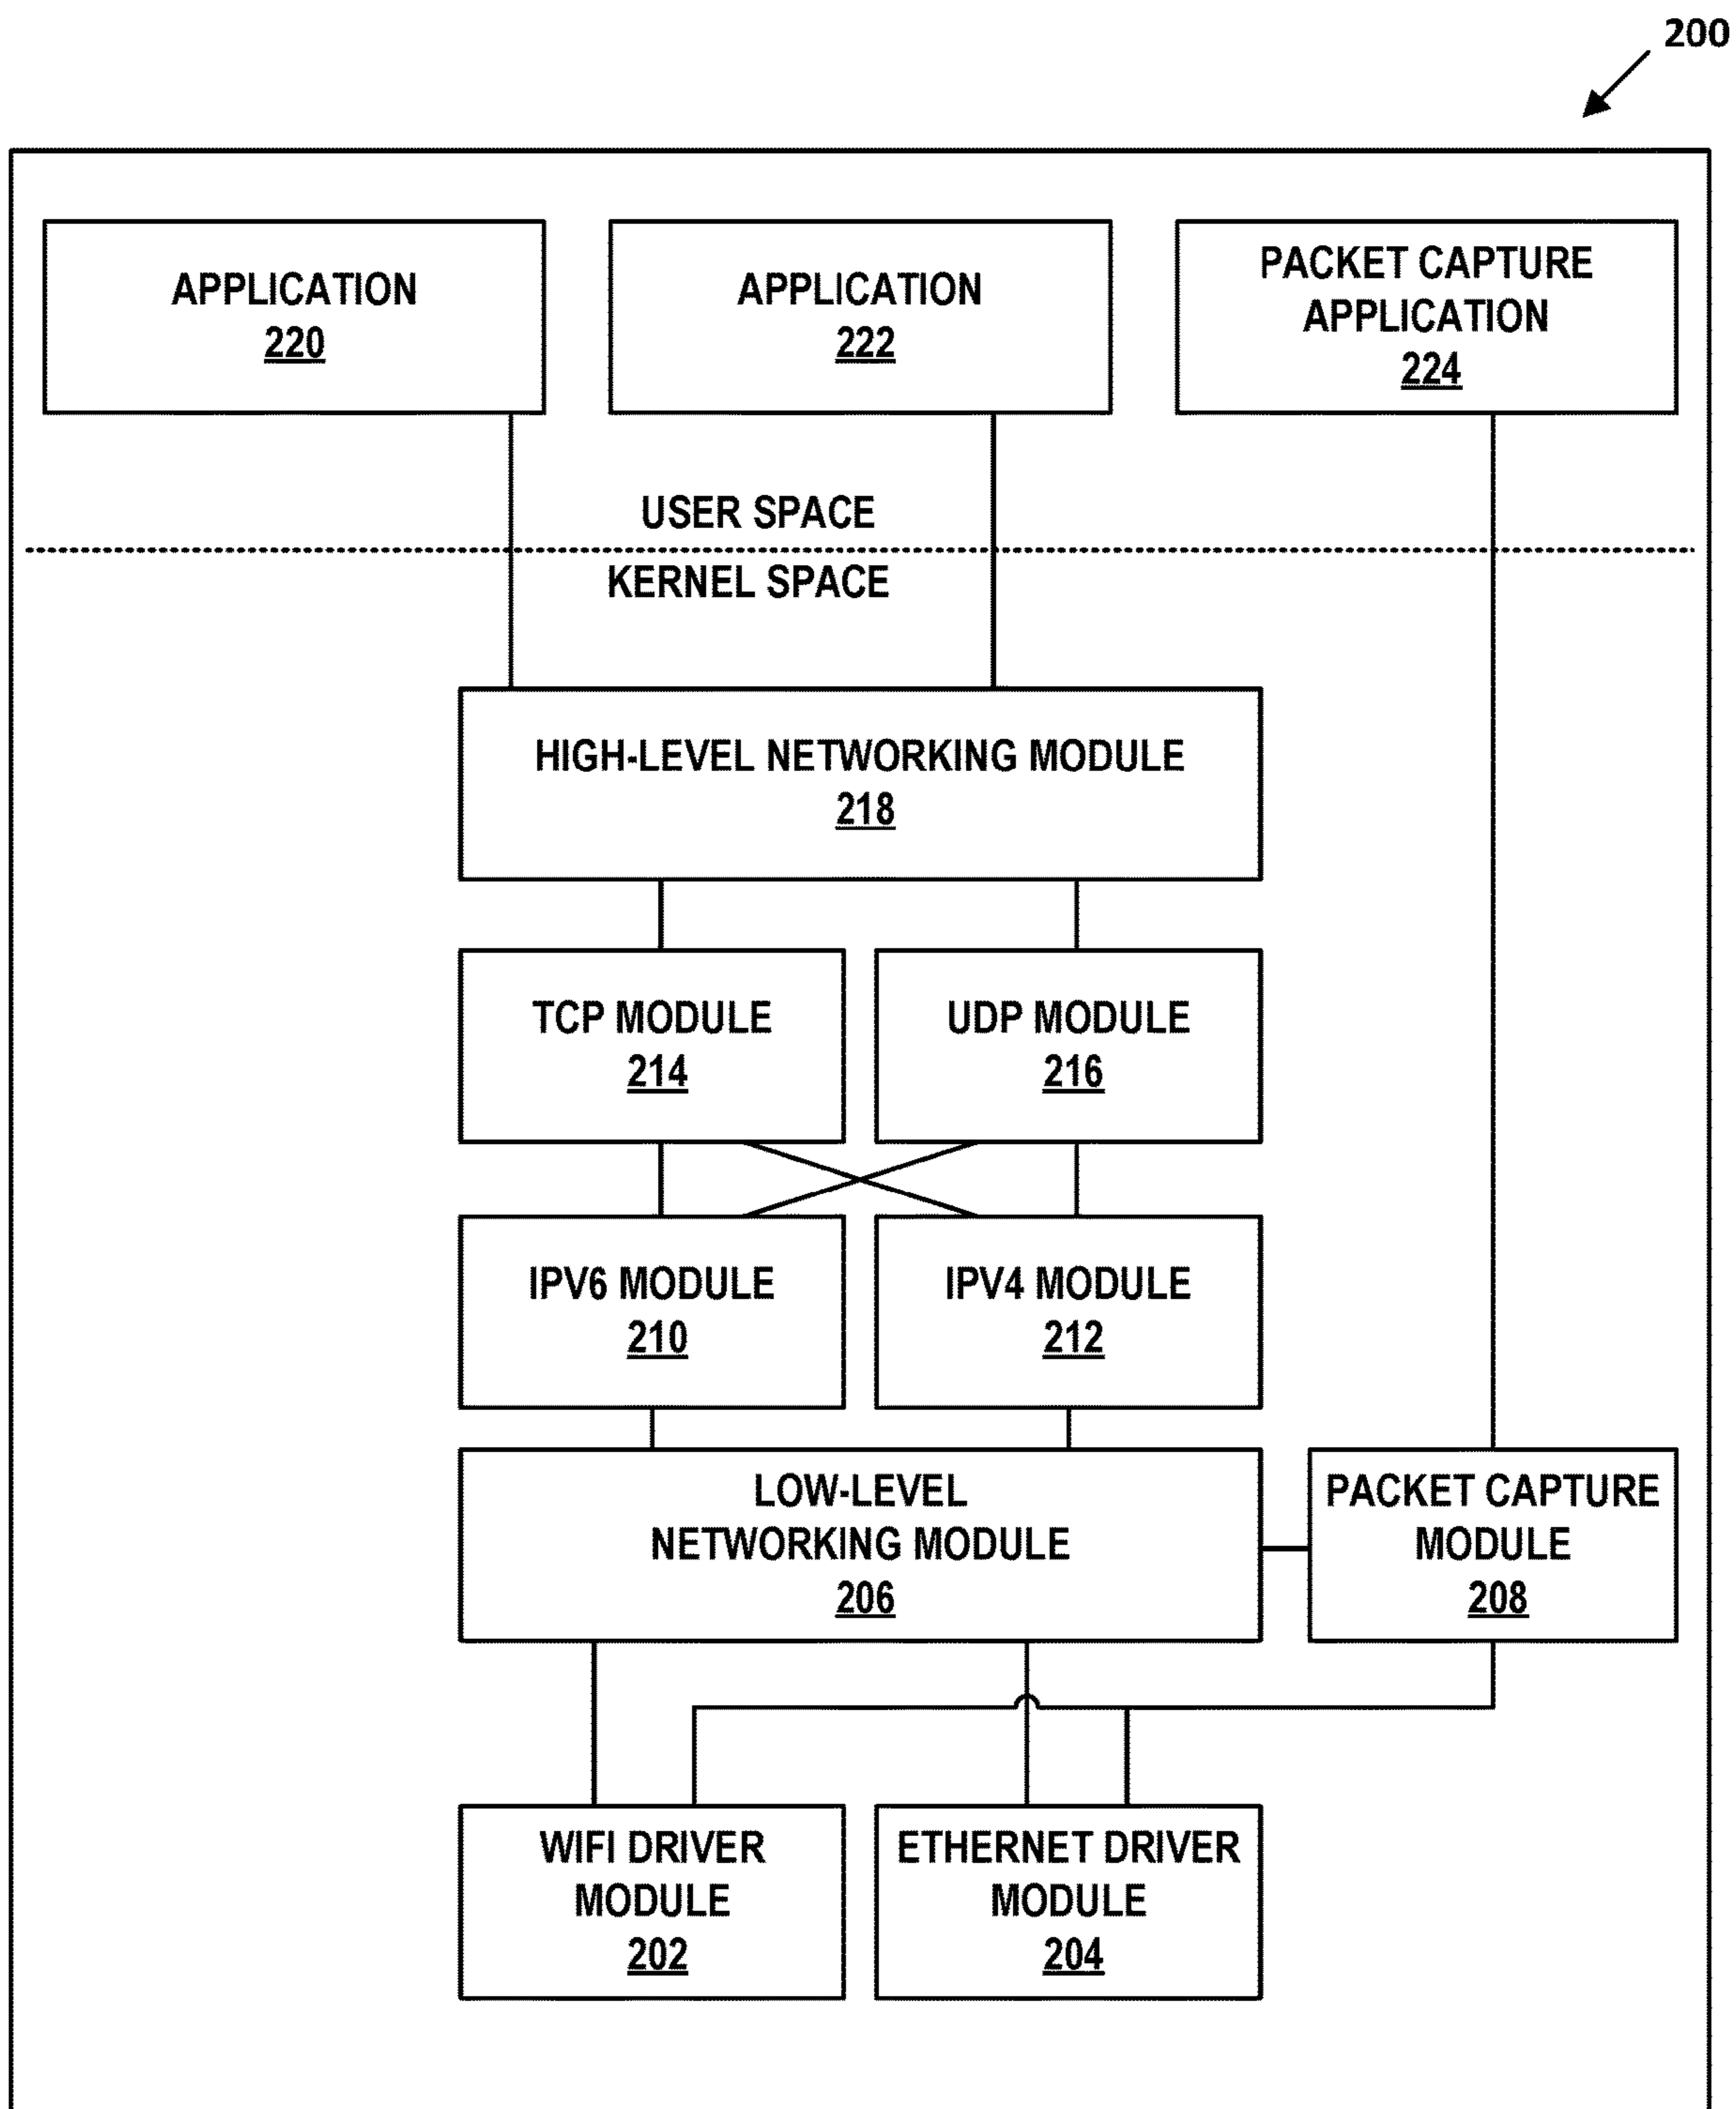 200
APPLICATION
220
APPLICATION
222
PACKET CAPTURE
APPLICATION
224
USER SPACE
KERNEL SPACE
HIGH-LEVEL NETWORKING MODULE
218
TCP MODULE
214
UDP MODULE
216
IPV6 MODULE
210
IPV4 MODULE
212
LOW-LEVEL
NETWORKING MODULE
206
PACKET CAPTURE
MODULE
208
WIFI DRIVER
MODULE
202
ETHERNET DRIVER
MODULE
204